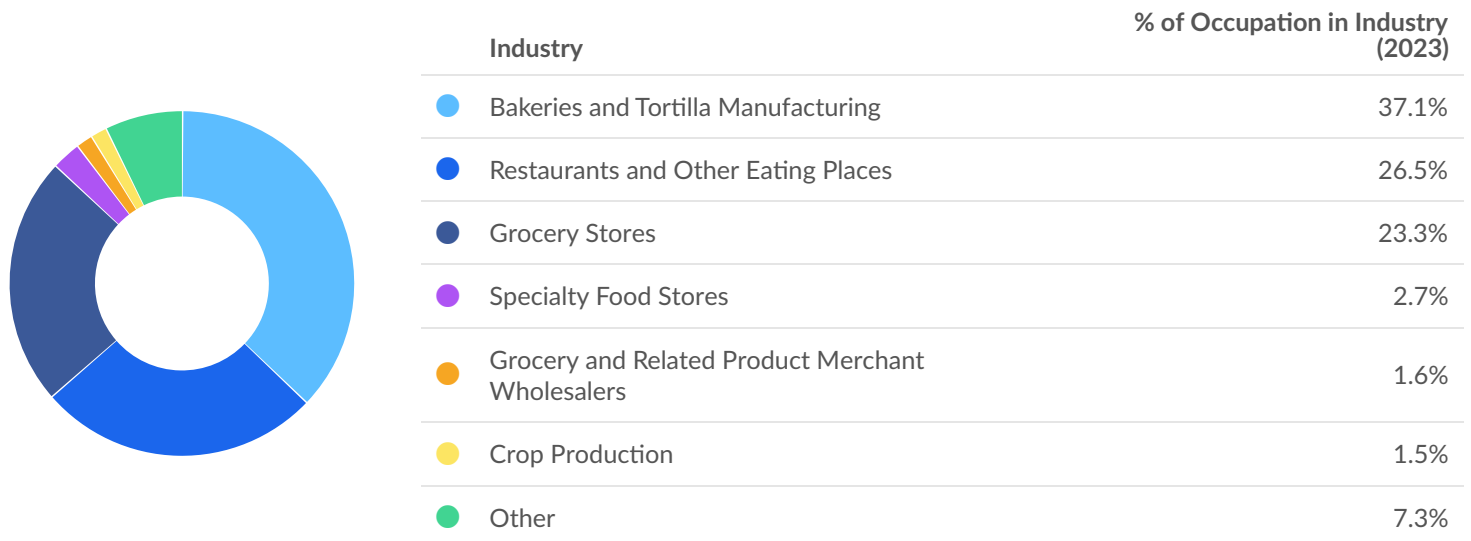 Industry
% of Occupation in Industry
(2023)
Bakeries and Tortilla Manufacturing 37.1%
Restaurants and Other Eating Places 26.5%
Grocery Stores 23.3%
Specialty Food Stores 2.7%
Grocery and Related Product Merchant
Wholesalers 1.6%
Crop Production 1.5%
Other 7.3%